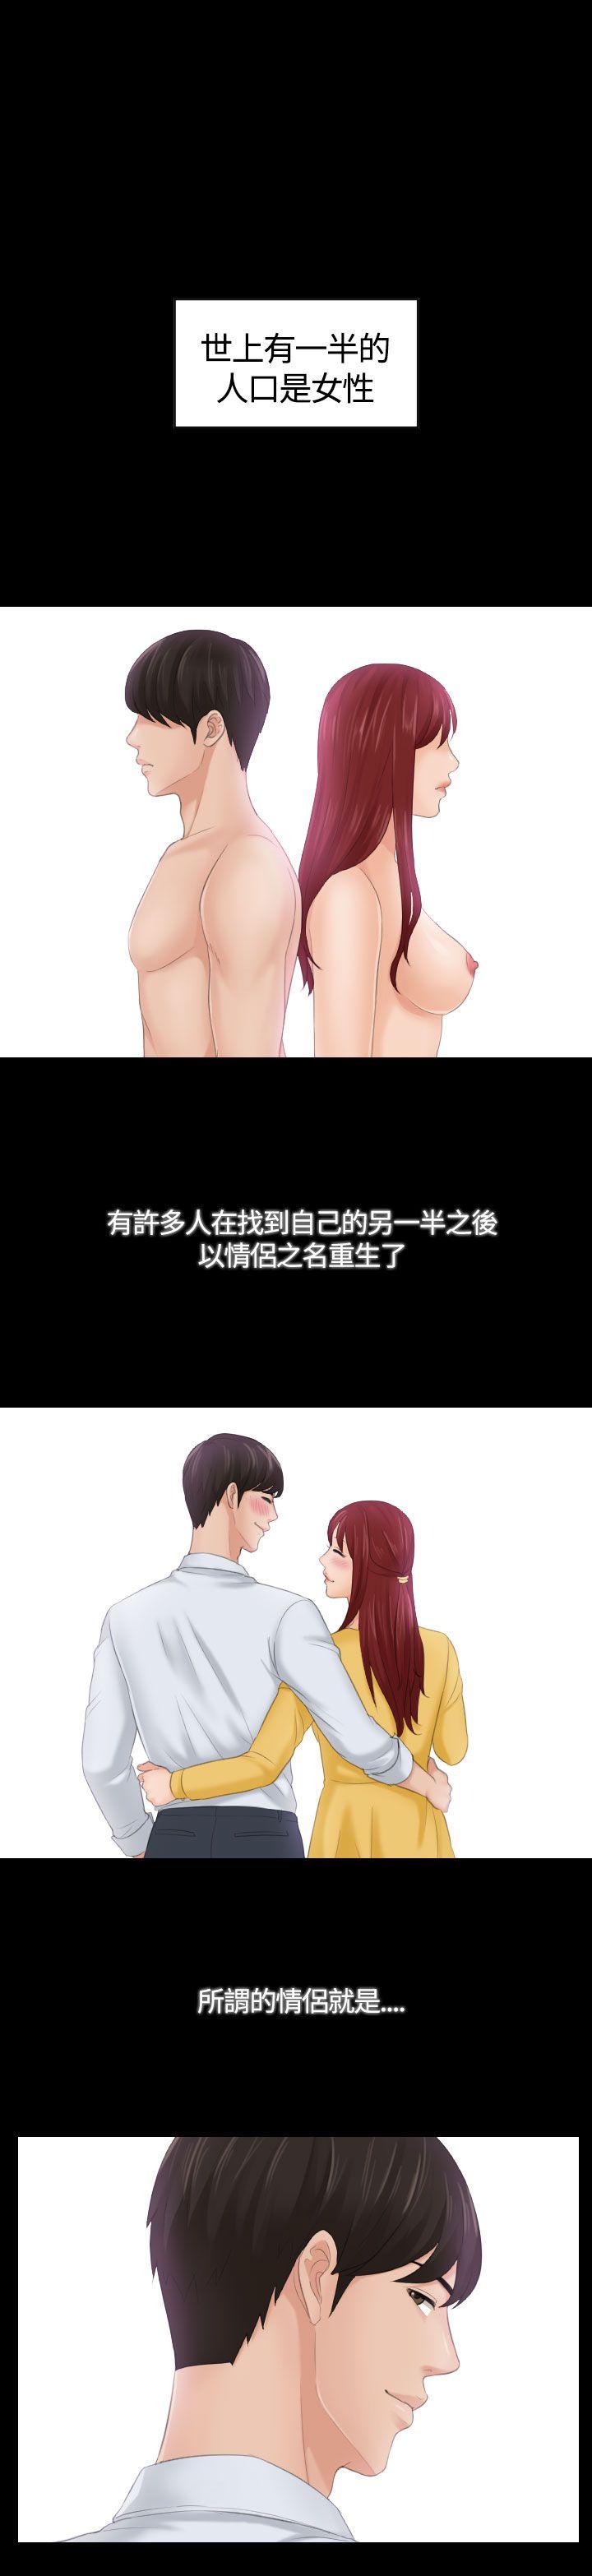 世上有一半的
人口是女性
有許多人在找到自己的另一半之後
以情侶之名重生了
所謂的情侶就是....